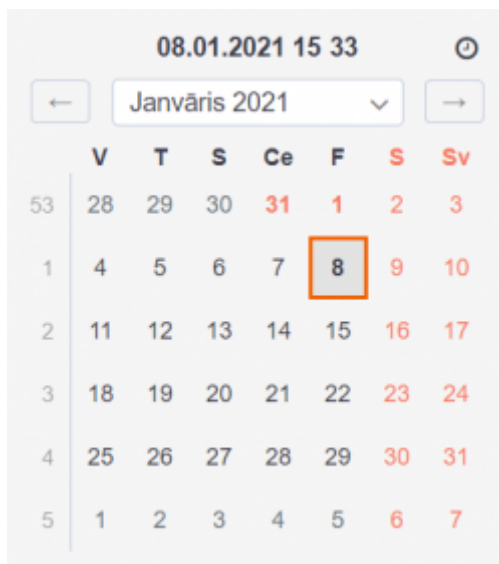 08.01.2021 15 33
← Janvāris 2021 →
V T S Ce F S Sv
53 28 29 30 31 1 2 3
1 4 5 6 7 8 9 10
2 11 12 13 14 15 16 17
3 18 19 20 21 22 23 24
4 25 26 27 28 29 30 31
5 1 2 3 4 5 6 7